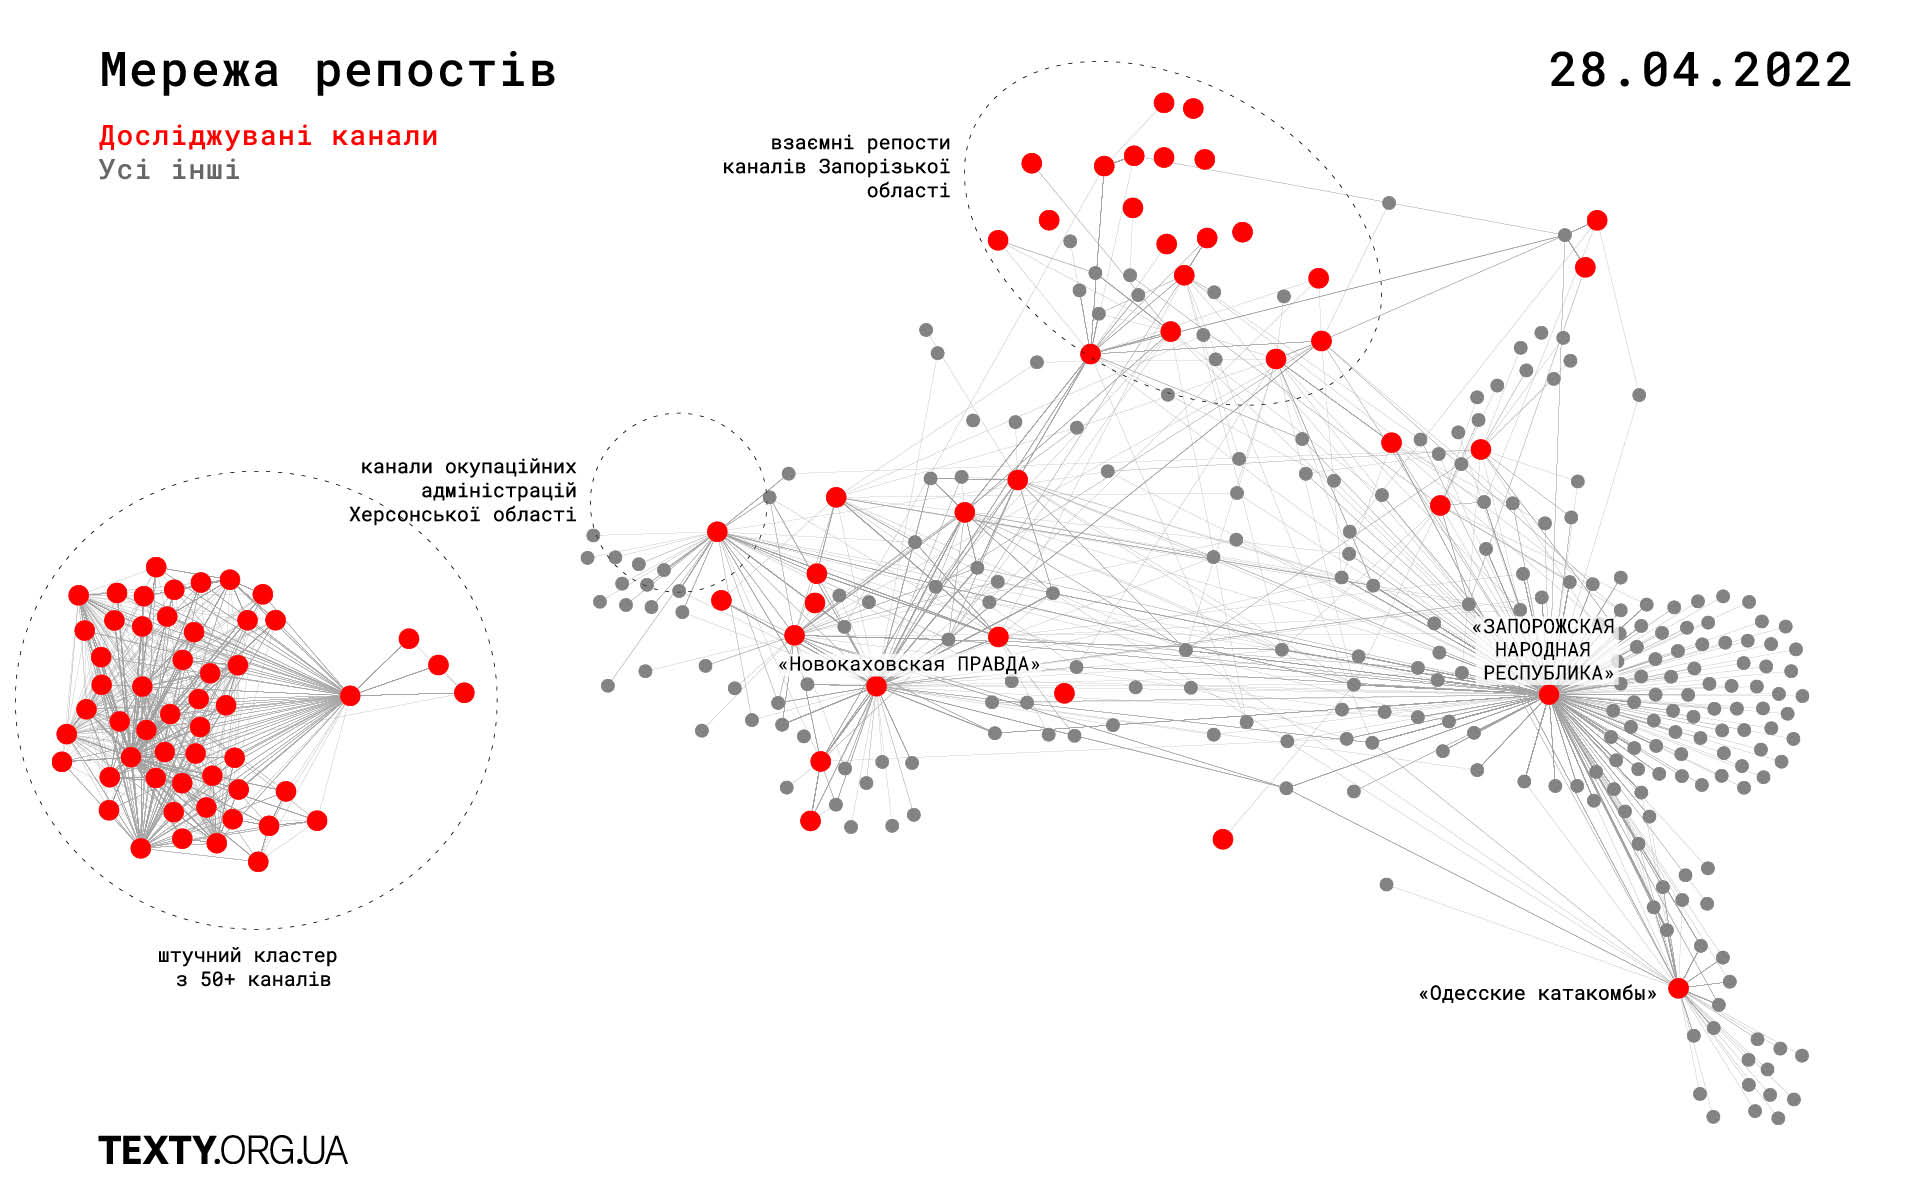 Мережа репостів
28.04.2022
Досліджувані канали
Усі інші
взаємні репости
каналів Запорізької
області
канали окупаційних
адміністрацій
Херсонської області
«ЗАПОРОЖСКАЯ
НАРОДНАЯ
РЕСПУБЛИКА»
«Новокаховская ПРАВДА»
штучний кластер
з 50+ каналів
«Одесские катакомбы»
TEXTY.ORG.UA